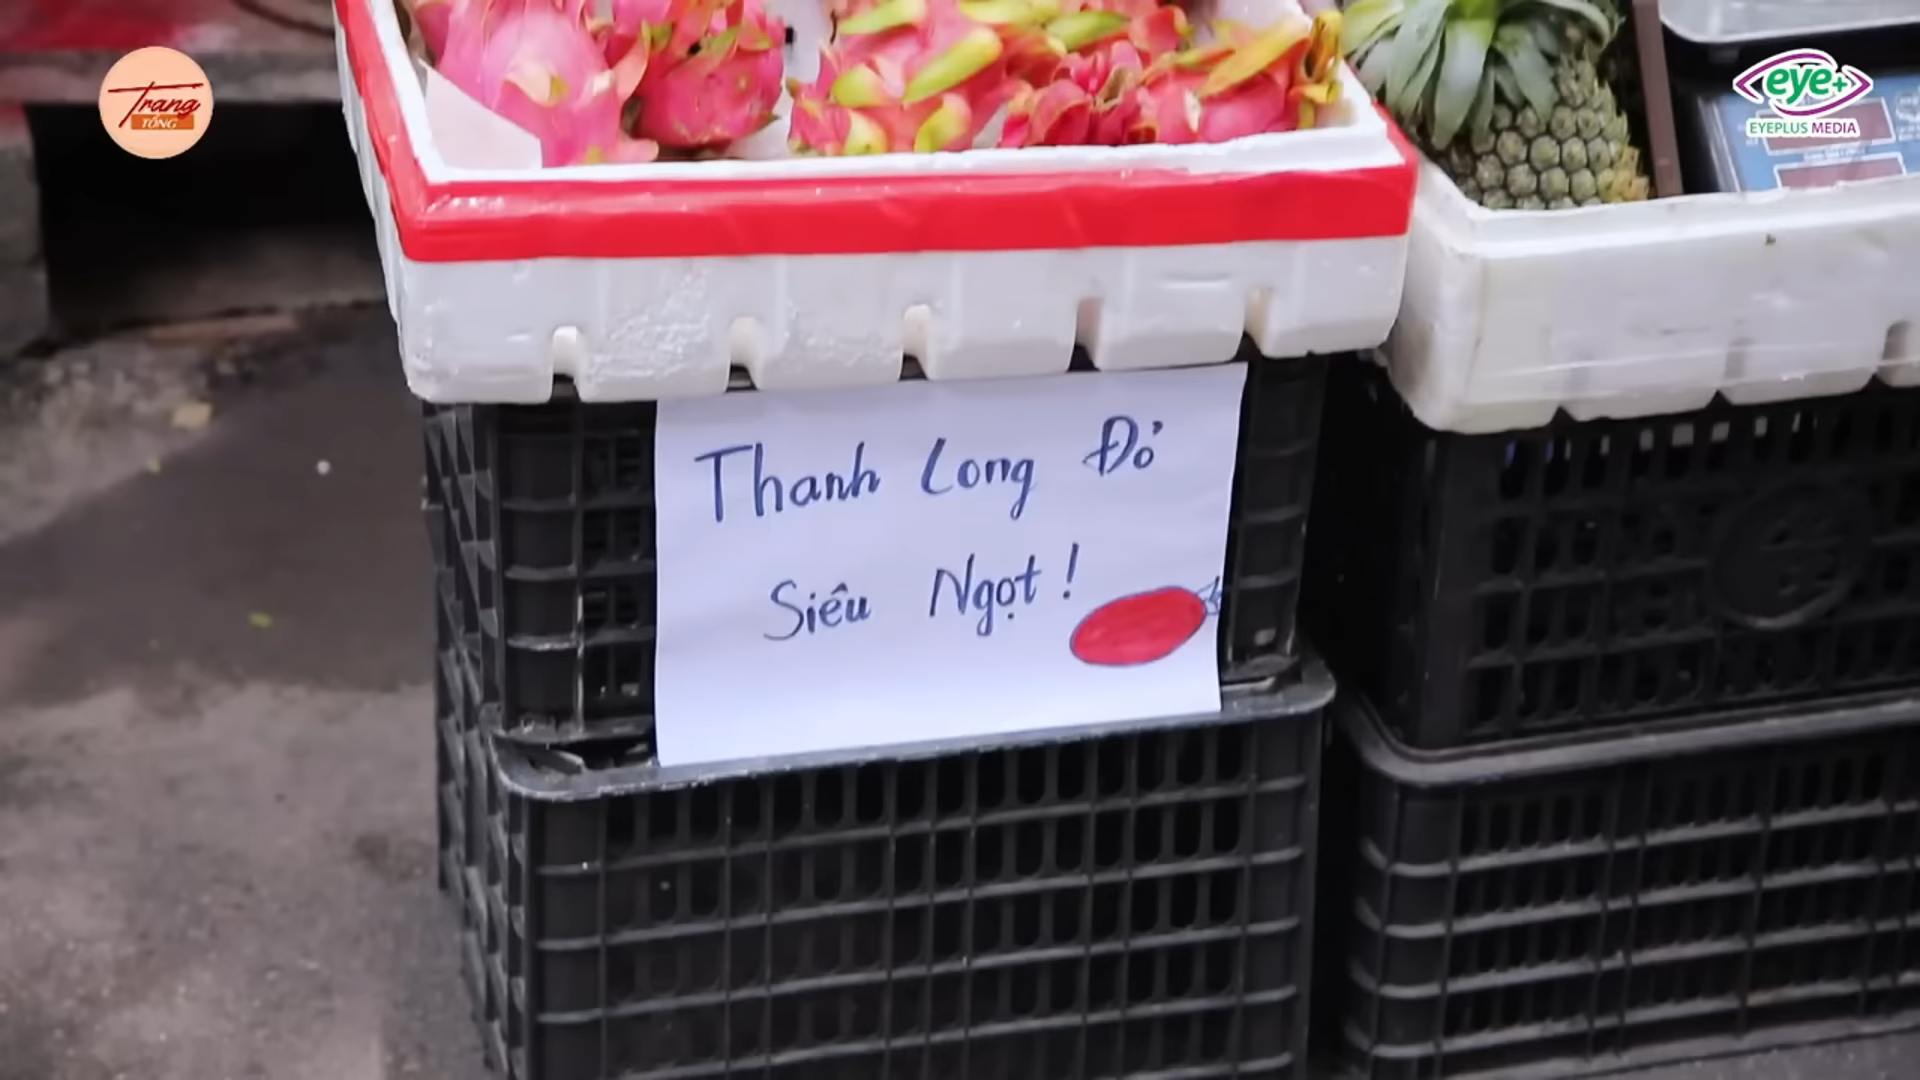 Trang
TỐNG
eye+
EYEPLUS MEDIA
Thanh Long Đỏ
Siêu Ngọt !